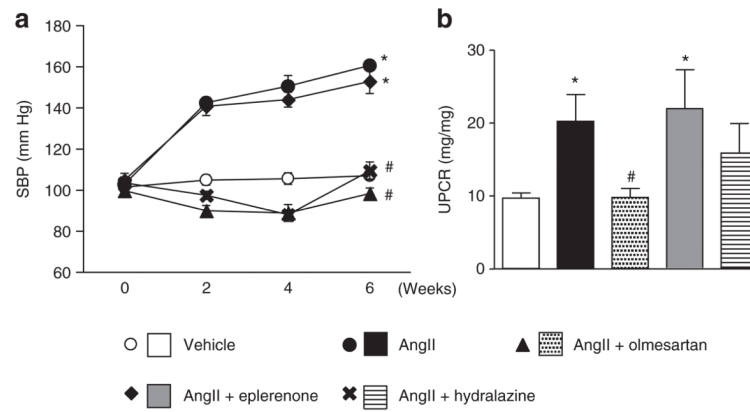 a
b
180
160
140
120
100
80
60
SBP (mm Hg)
*
*
#
#
0 2 4 6 (Weeks)
30
20
10
0
UPCR (mg/mg)
*
#
*
Vehicle
AngII
AngII + olmesartan
AngII + eplerenone
AngII + hydralazine